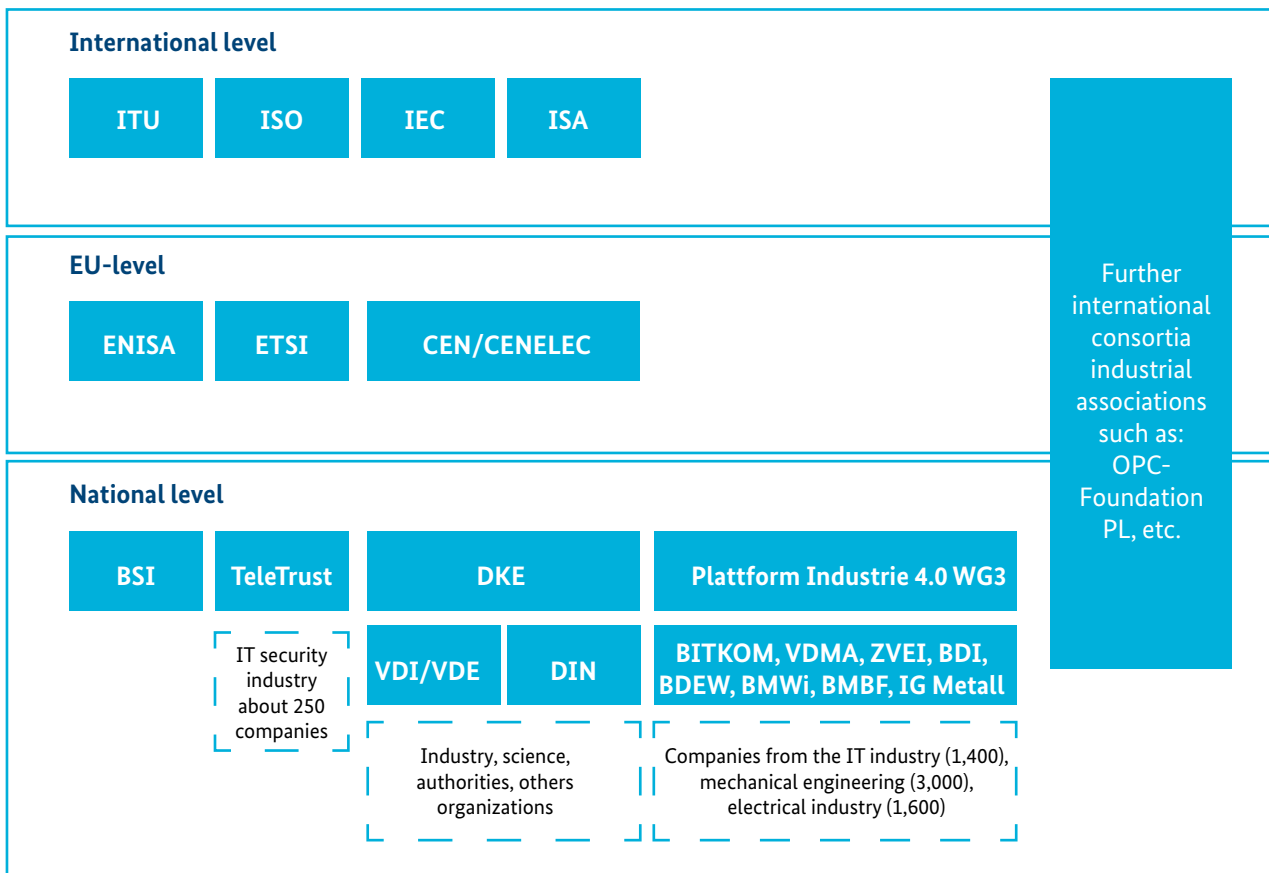 International level
ITU
ISO
IEC
ISA
EU-level
ENISA
ETSI
CEN/CENELEC
National level
BSI
TeleTrust
DKE
Plattform Industrie 4.0 WG3
IT security
industry
about 250
companies
VDI/VDE
DIN
BITKOM, VDMA, ZVEI, BDI,
BDEW, BMWi, BMBF, IG Metall
Industry, science,
authorities, others
organizations
Companies from the IT industry (1,400),
mechanical engineering (3,000),
electrical industry (1,600)
Further
international
consortia
industrial
associations
such as:
OPC-
Foundation
PL, etc.